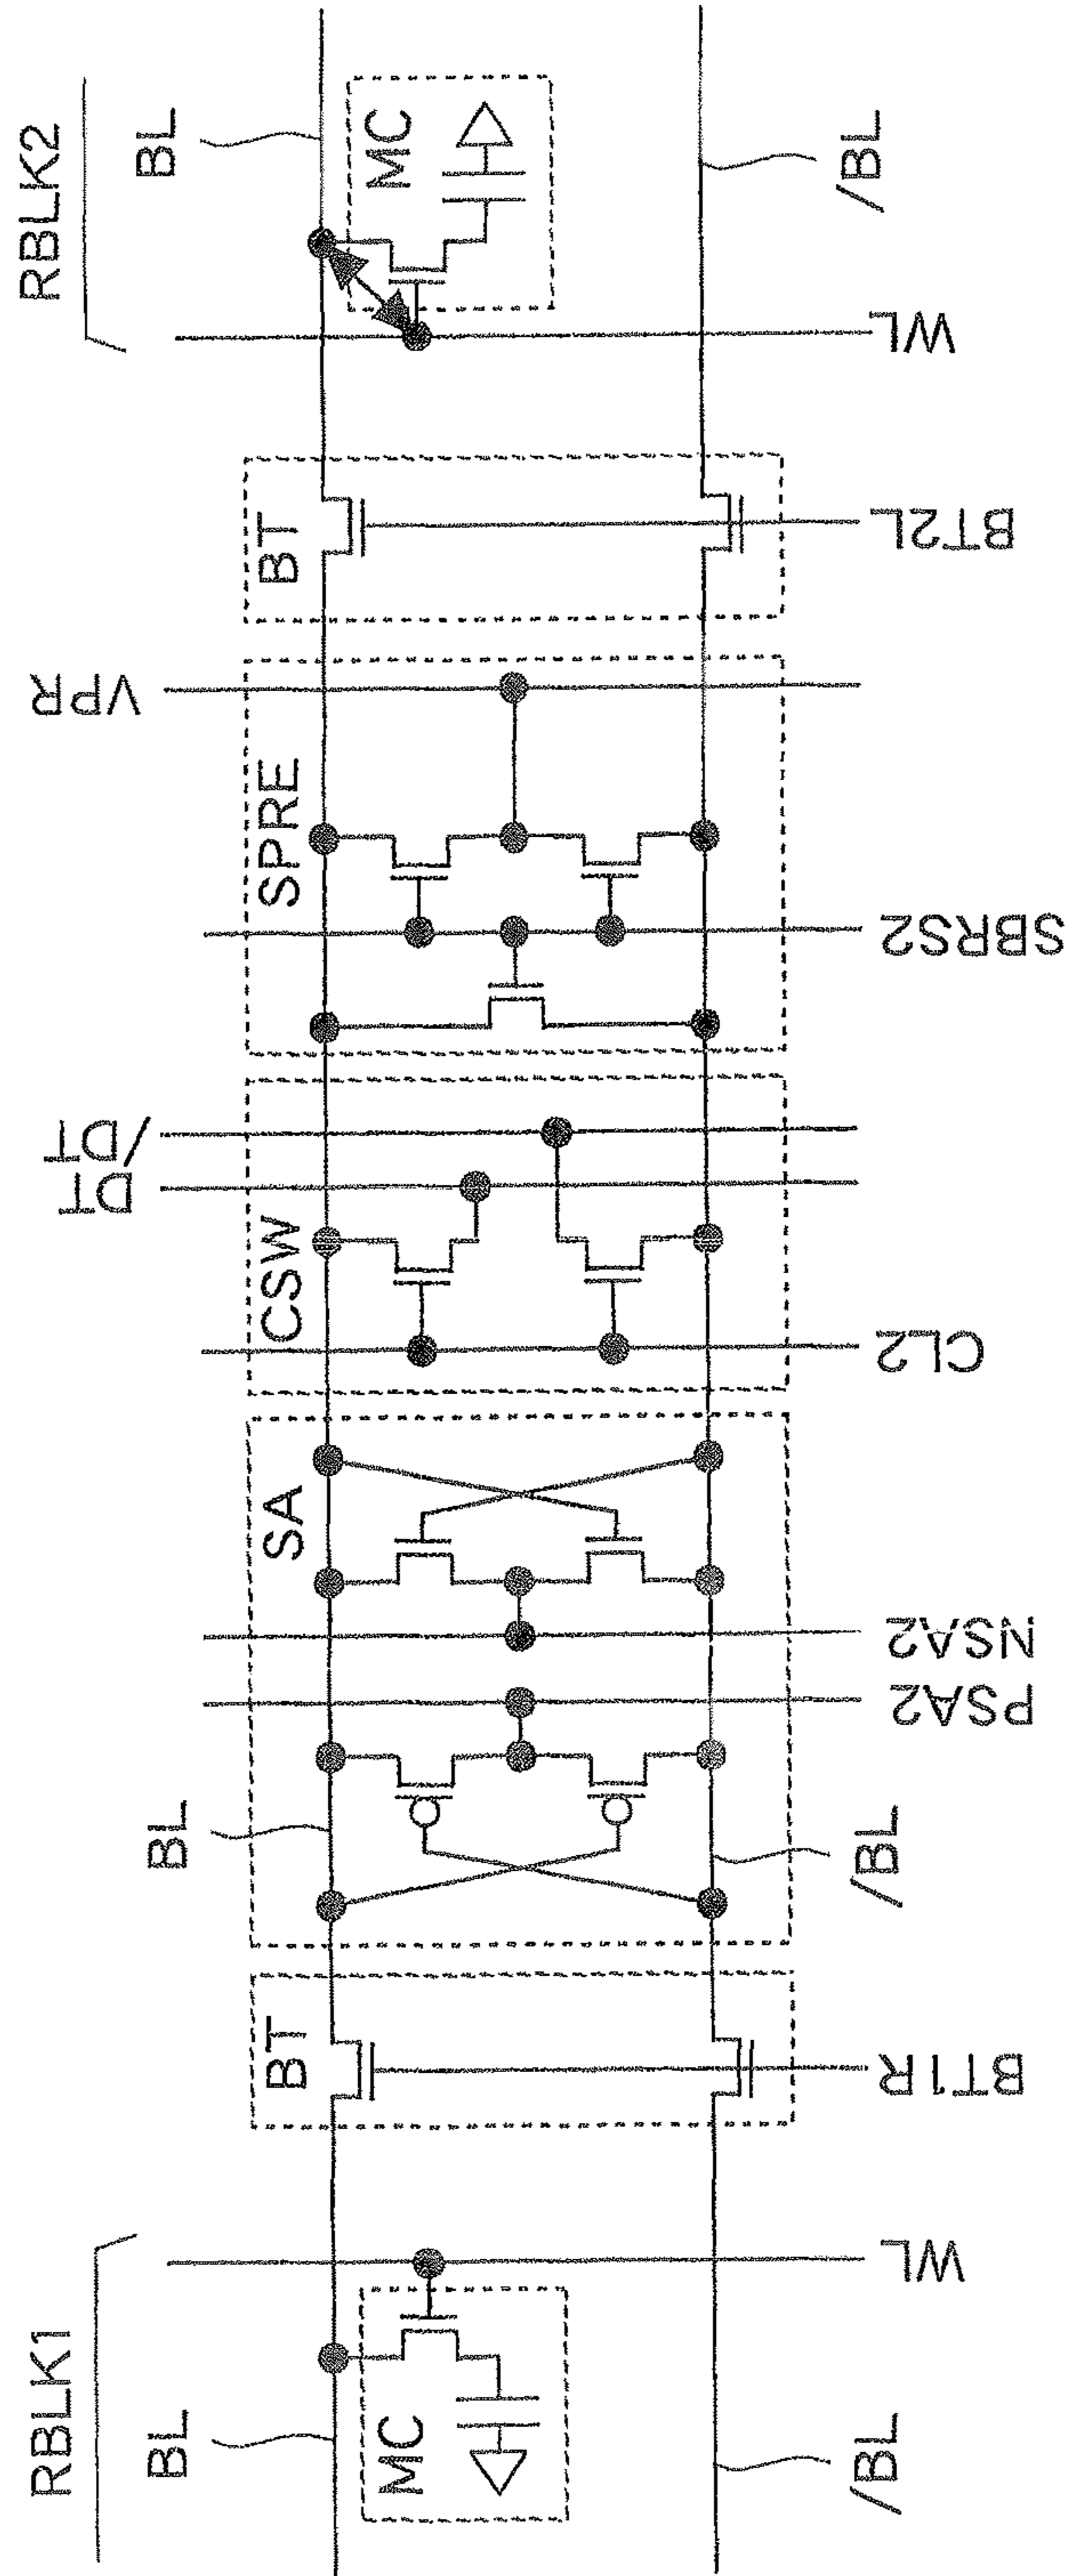 RBLK1
RBLK2
BL
BL
BL
MC
BT
SA
CSW
SPRE
BT
MC
DT
/DT
VPR
/BL
/BL
/BL
WL
BT1R
PSA2
NSA2
CL2
SBRS2
BT2L
WL